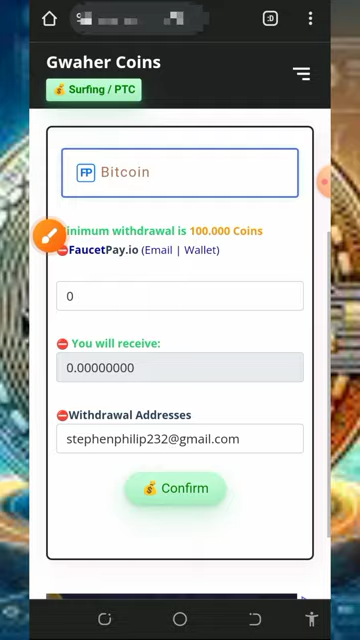 :D
Gwaher Coins
💰 Surfing / PTC
FP Bitcoin
inimum withdrawal is 100.000 Coins
⛔FaucetPay.io (Email | Wallet)
0
⛔ You will receive:
0.00000000
⛔Withdrawal Addresses
stephenphilip232@gmail.com
💰 Confirm